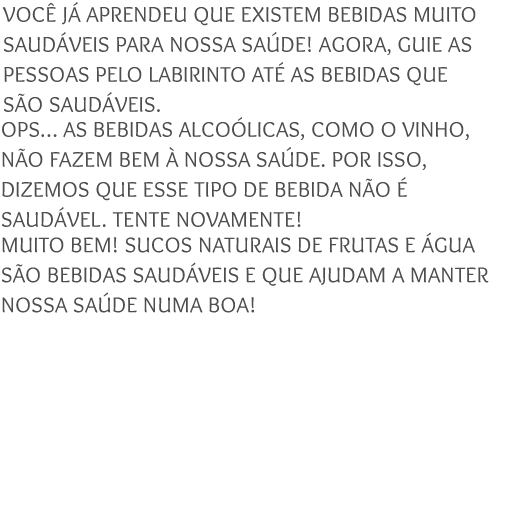 VOCÊ JÁ APRENDEU QUE EXISTEM BEBIDAS MUITO
SAUDÁVEIS PARA NOSSA SAÚDE! AGORA, GUIE AS
PESSOAS PELO LABIRINTO ATÉ AS BEBIDAS QUE
SÃO SAUDÁVEIS.
OPS... AS BEBIDAS ALCOÓLICAS, COMO O VINHO,
NÃO FAZEM BEM À NOSSA SAÚDE. POR ISSO,
DIZEMOS QUE ESSE TIPO DE BEBIDA NÃO É
SAUDÁVEL. TENTE NOVAMENTE!
MUITO BEM! SUCOS NATURAIS DE FRUTAS E ÁGUA
SÃO BEBIDAS SAUDÁVEIS E QUE AJUDAM A MANTER
NOSSA SAÚDE NUMA BOA!